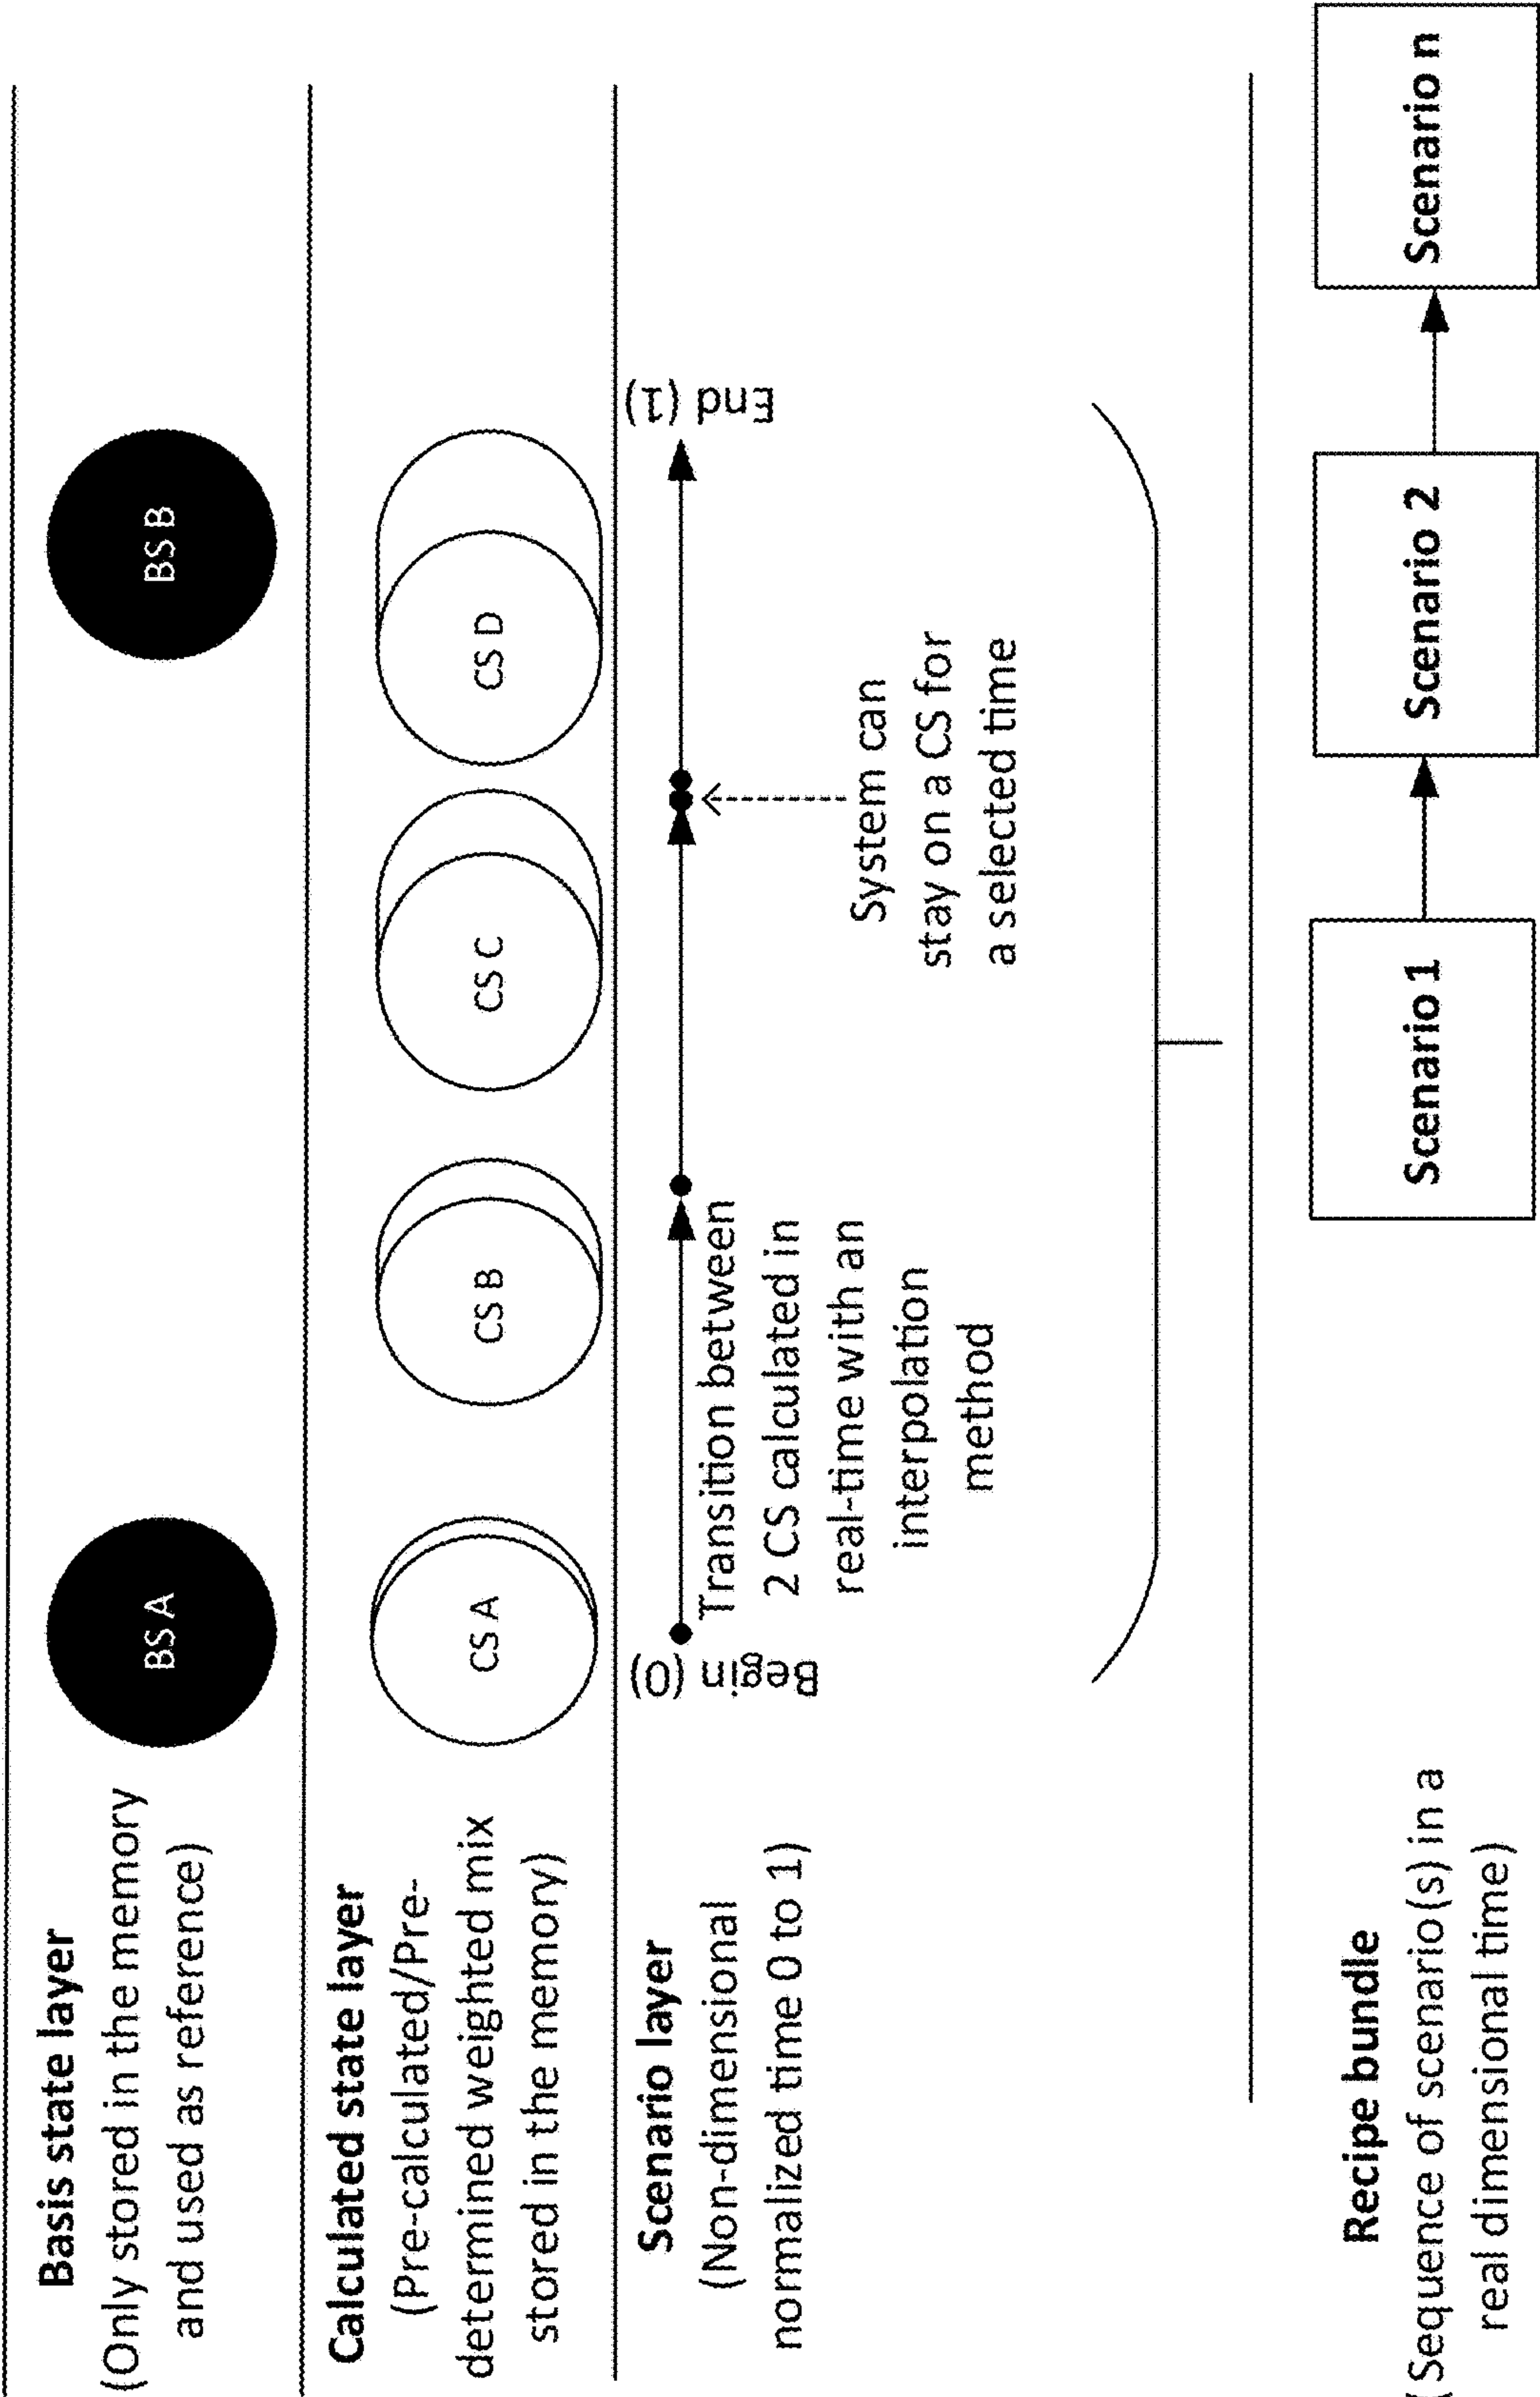 Basis state layer
(Only stored in the memory
and used as reference)
BS A
BS B
Calculated state layer
(Pre-calculated/Pre-
determined weighted mix
stored in the memory)
CS A
CS B
CS C
CS D
Scenario layer
(Non-dimensional
normalized time 0 to 1)
Begin (0)
End (1)
Transition between
2 CS calculated in
real-time with an
interpolation
method
System can
stay on a CS for
a selected time
Recipe bundle
(Sequence of scenario(s) in a
real dimensional time)
Scenario 1
Scenario 2
Scenario n